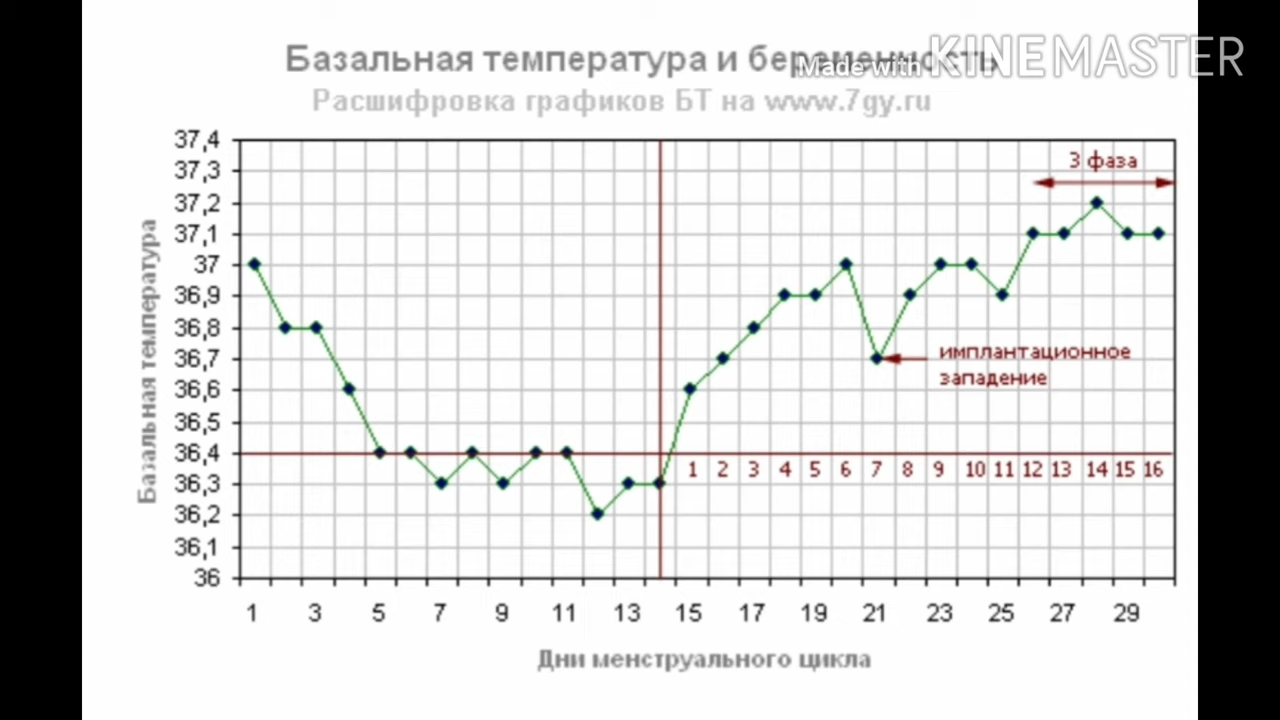 Базальная температура и беременность
Made with KINEMASTER
Расшифровка графиков БТ на www.7gy.ru
37,4
37,3
37,2
37,1
37
36,9
36,8
36,7
36,6
36,5
36,4
36,3
36,2
36,1
36
Базальная температура
3 фаза
имплантационное
западение
1 2 3 4 5 6 7 8 9 10 11 12 13 14 15 16
1 3 5 7 9 11 13 15 17 19 21 23 25 27 29
Дни менструального цикла